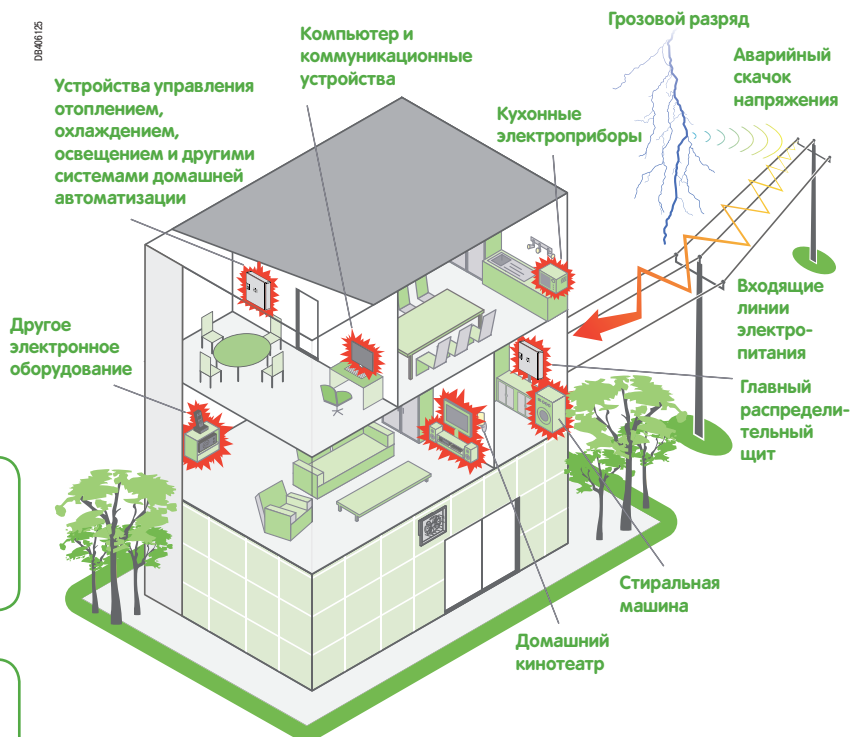 DB406125
Грозовой разряд
Компьютер и
коммуникационные
устройства
Аварийный
скачок
напряжения
Устройства управления
отоплением,
охлаждением,
освещением и другими
системами домашней
автоматизации
Кухонные
электроприборы
Входящие
линии
электро-
питания
Другое
электронное
оборудование
Главный
распредели-
тельный
щит
Стиральная
машина
Домашний
кинотеатр